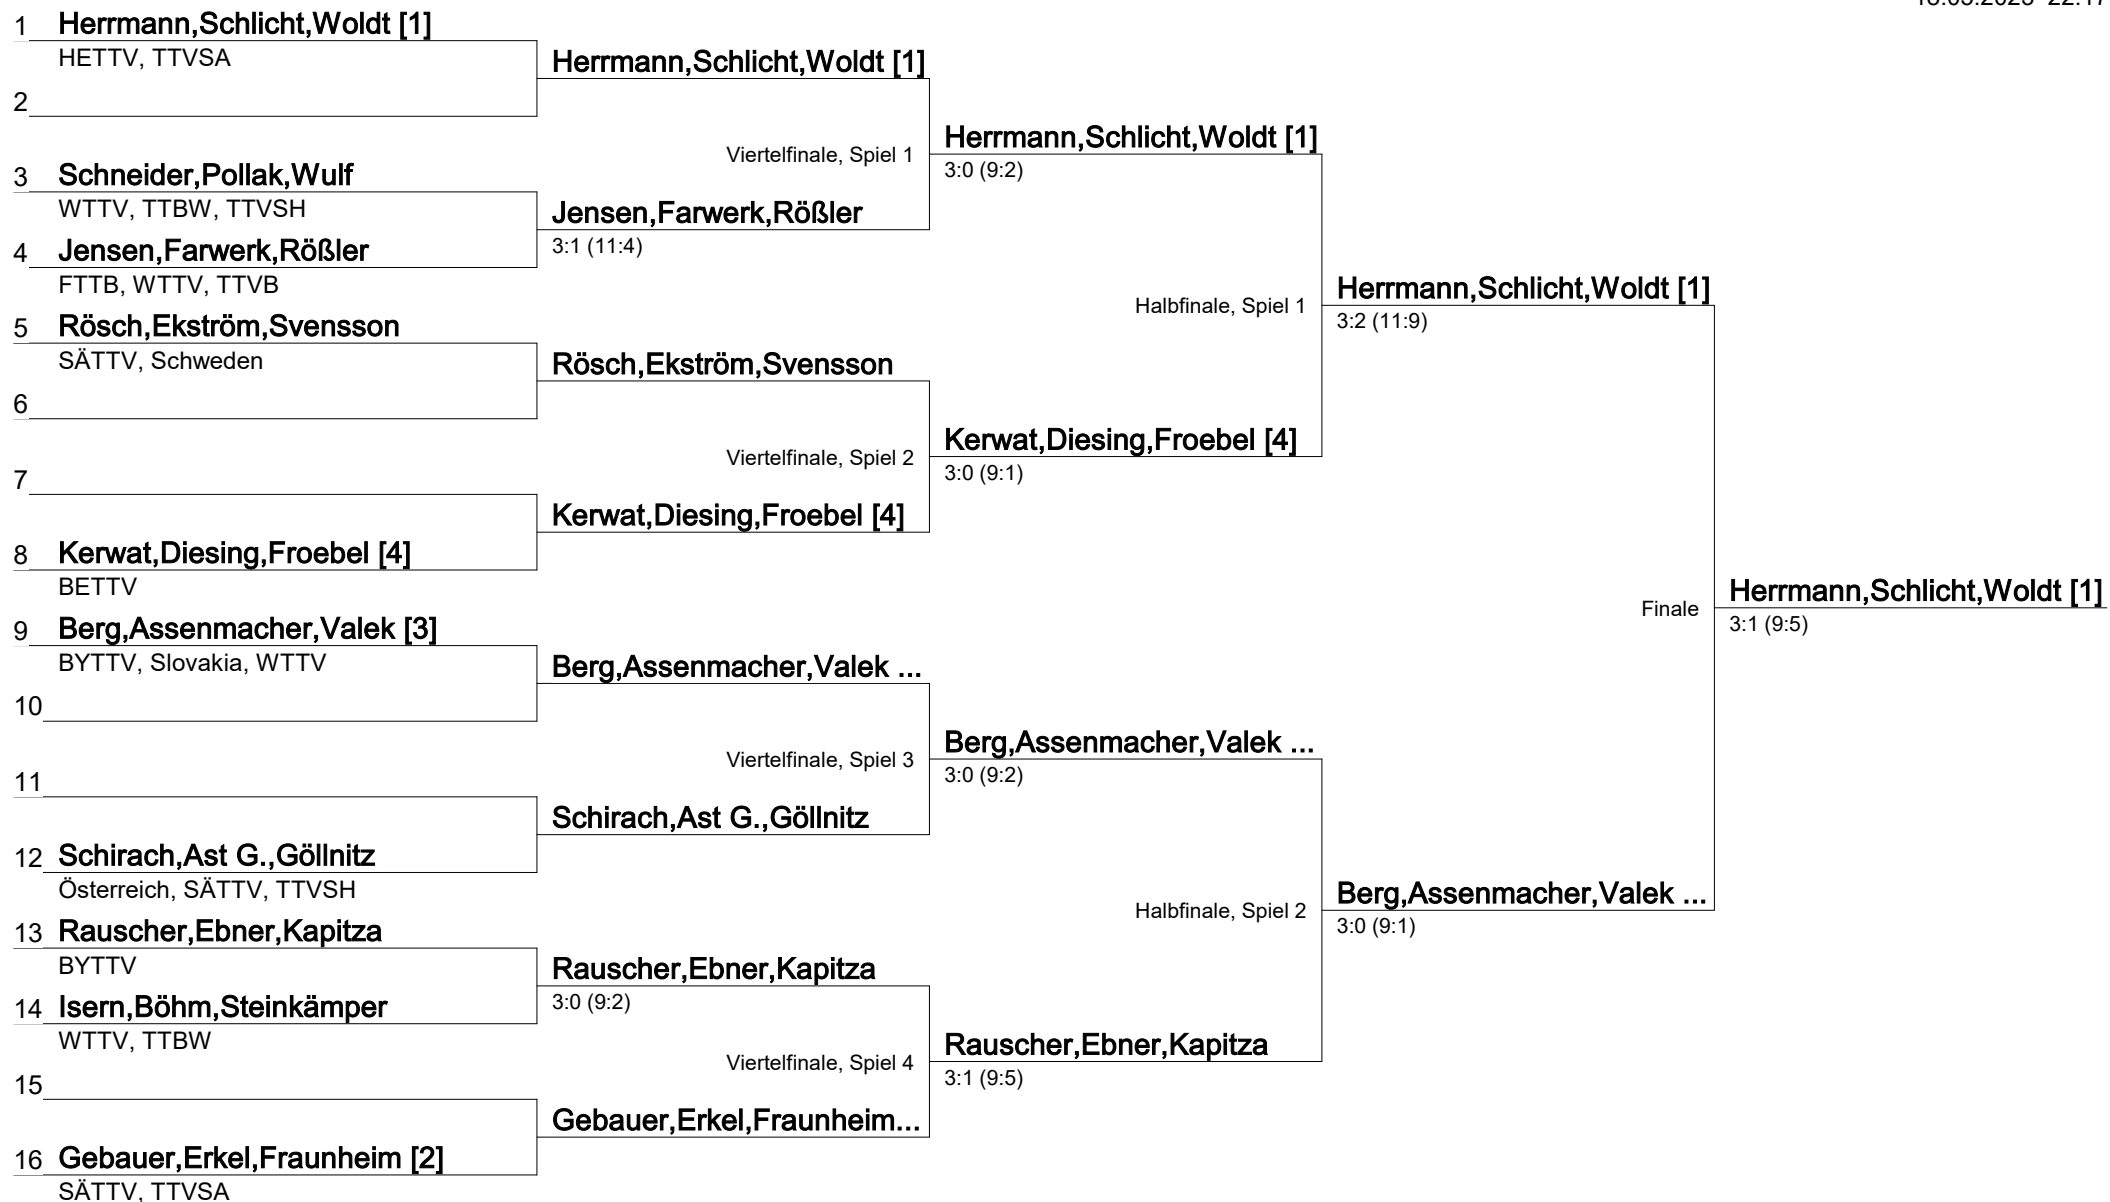 1 Herrmann,Schlicht,Woldt [1]
HETTV, TTVSA
2
3 Schneider,Pollak,Wulf
WTTV, TTBW, TTVSH
4 Jensen,Farwerk,Rößler
FTTB, WTTV, TTVB
5 Rösch,Ekström,Svensson
SÄTTV, Schweden
6
7
8 Kerwat,Diesing,Froebel [4]
BETTV
9 Berg,Assenmacher,Valek [3]
BYTTV, Slovakia, WTTV
10
11
12 Schirach,Ast G.,Göllnitz
Österreich, SÄTTV, TTVSH
13 Rauscher,Ebner,Kapitza
BYTTV
14 Isern,Böhm,Steinkämper
WTTV, TTBW
15
16 Gebauer,Erkel,Fraunheim [2]
SÄTTV, TTVSA
Herrmann,Schlicht,Woldt [1]
Viertelfinale, Spiel 1
Jensen,Farwerk,Rößler
3:1 (11:4)
Rösch,Ekström,Svensson
Viertelfinale, Spiel 2
Kerwat,Diesing,Froebel [4]
Berg,Assenmacher,Valek ...
Viertelfinale, Spiel 3
Schirach,Ast G.,Göllnitz
Rauscher,Ebner,Kapitza
3:0 (9:2)
Viertelfinale, Spiel 4
Gebauer,Erkel,Fraunheim...
Herrmann,Schlicht,Woldt [1]
3:0 (9:2)
Halbfinale, Spiel 1
Kerwat,Diesing,Froebel [4]
3:0 (9:1)
Berg,Assenmacher,Valek ...
3:0 (9:2)
Halbfinale, Spiel 2
Rauscher,Ebner,Kapitza
3:1 (9:5)
Herrmann,Schlicht,Woldt [1]
3:2 (11:9)
Finale
Berg,Assenmacher,Valek ...
3:0 (9:1)
Herrmann,Schlicht,Woldt [1]
3:1 (9:5)